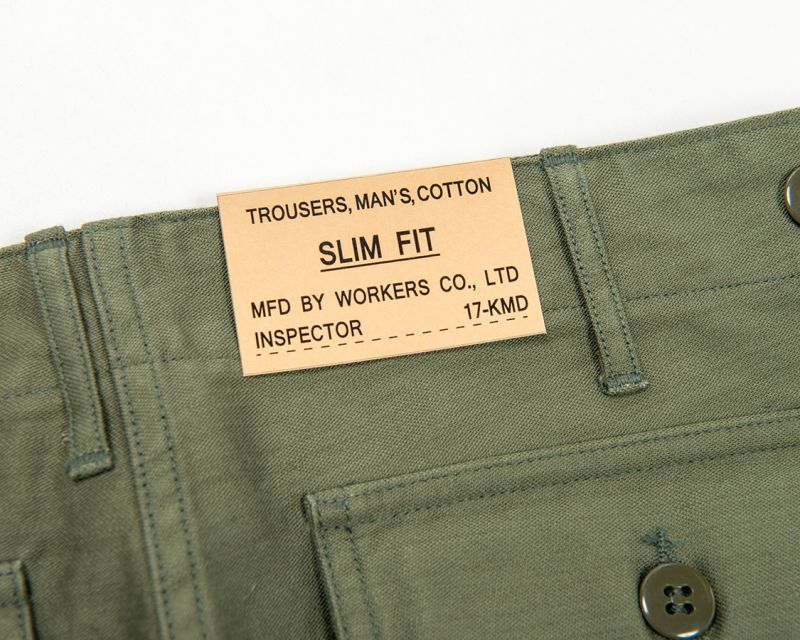 TROUSERS, MAN'S, COTTON
SLIM FIT
MFD BY WORKERS CO., LTD
INSPECTOR 17-KMD